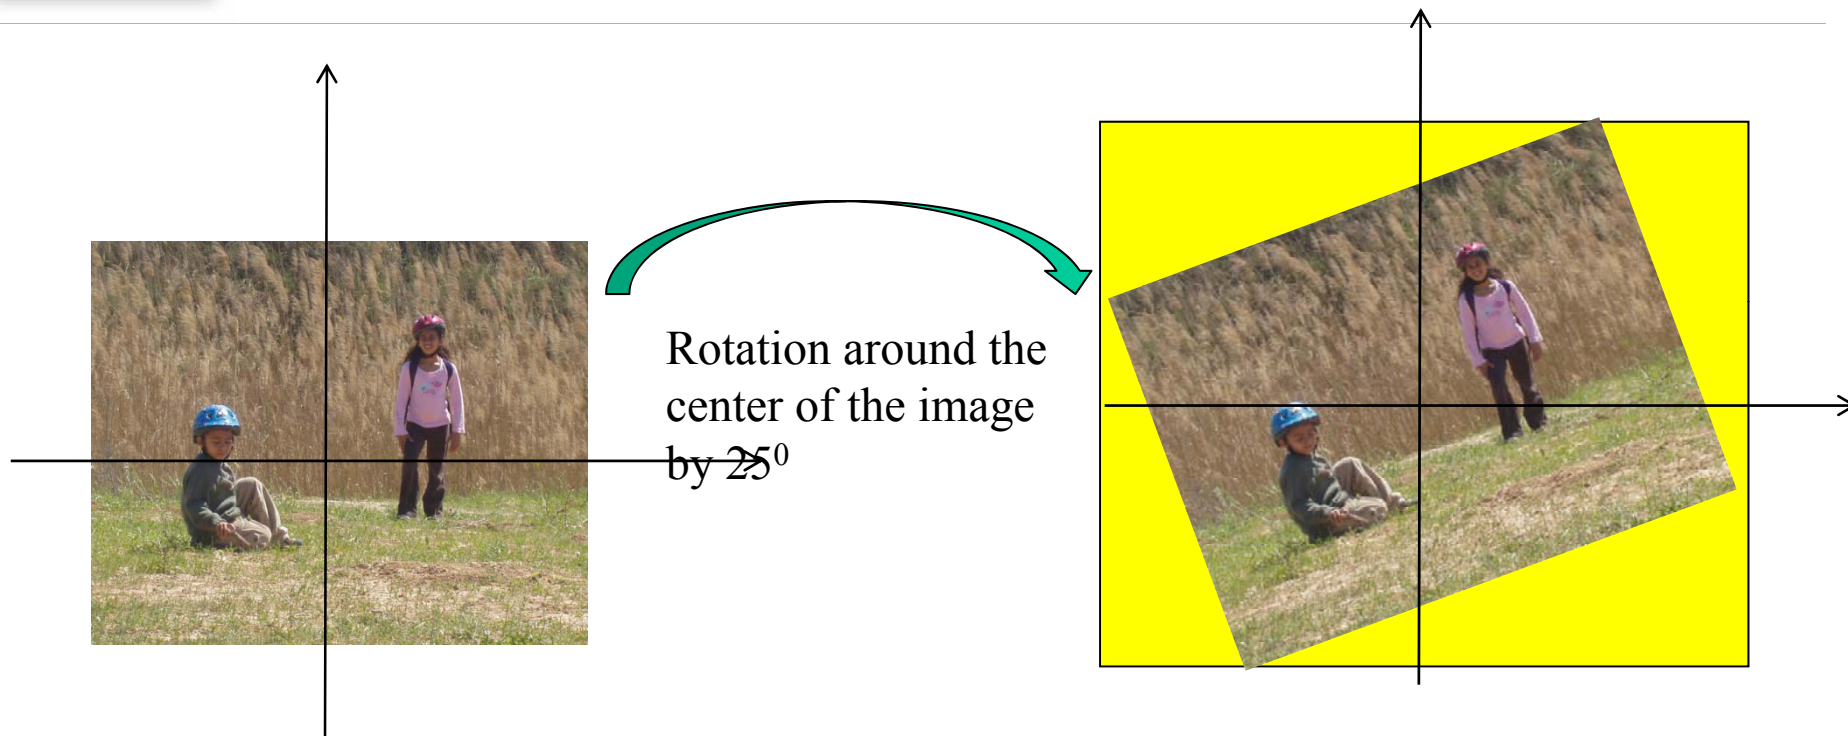 Rotation around the
center of the image
by 25⁰